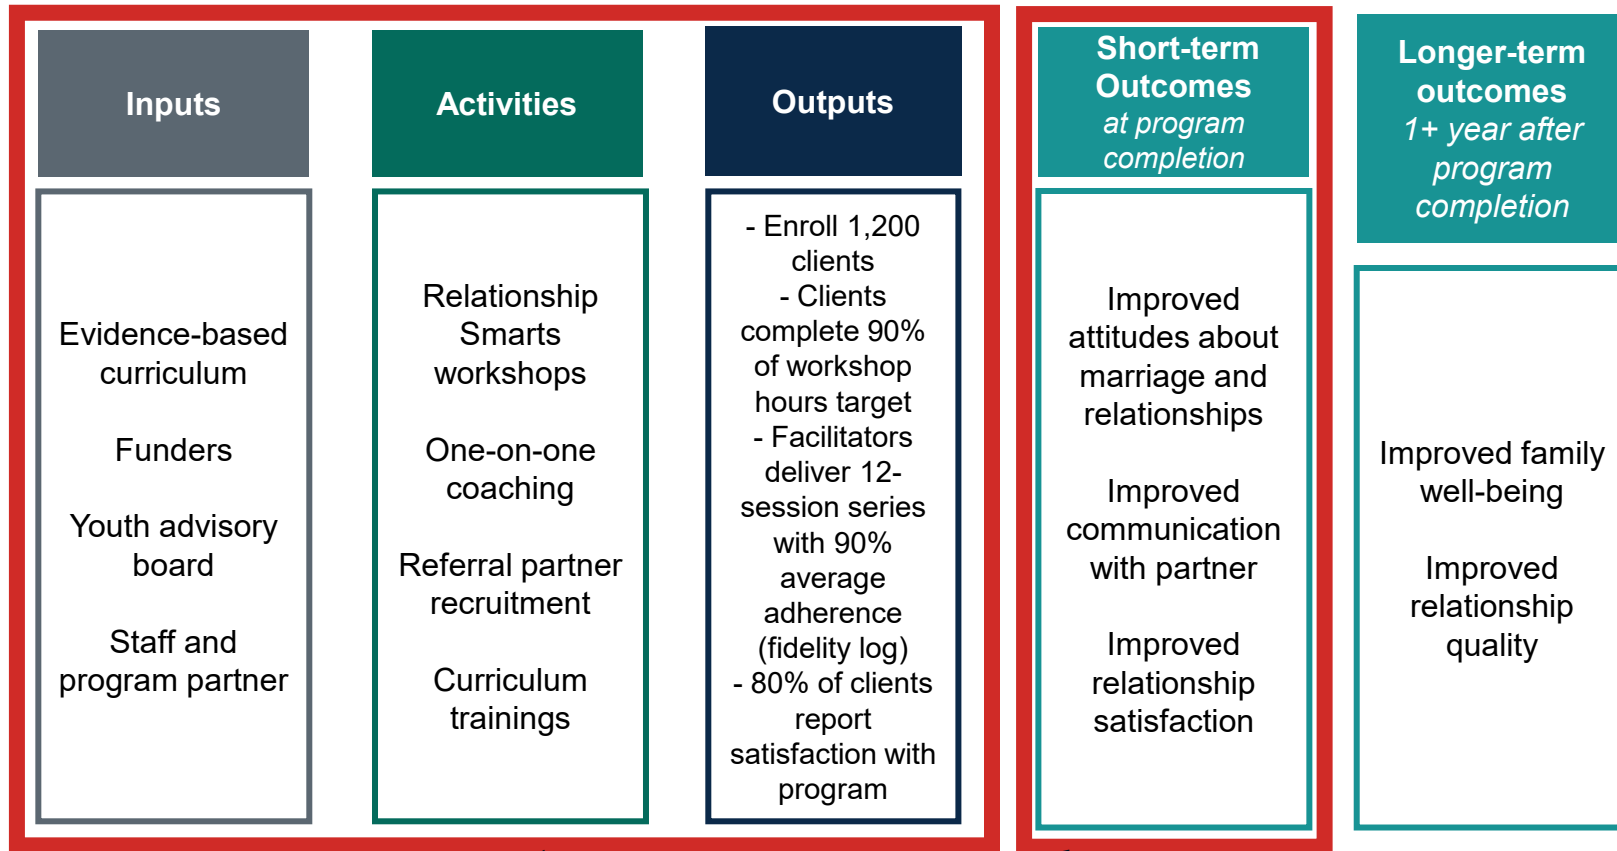 Inputs
Evidence-based
curriculum
Funders
Youth advisory
board
Staff and
program partner
Activities
Relationship
Smarts
workshops
One-on-one
coaching
Referral partner
recruitment
Curriculum
trainings
Outputs
- Enroll 1,200
clients
- Clients
complete 90%
of workshop
hours target
- Facilitators
deliver 12-
session series
with 90%
average
adherence
(fidelity log)
- 80% of clients
report
satisfaction with
program
Short-term
Outcomes
at program
completion
Improved
attitudes about
marriage and
relationships
Improved
communication
with partner
Improved
relationship
satisfaction
Longer-term
outcomes
1+ year after
program
completion
Improved family
well-being
Improved
relationship
quality